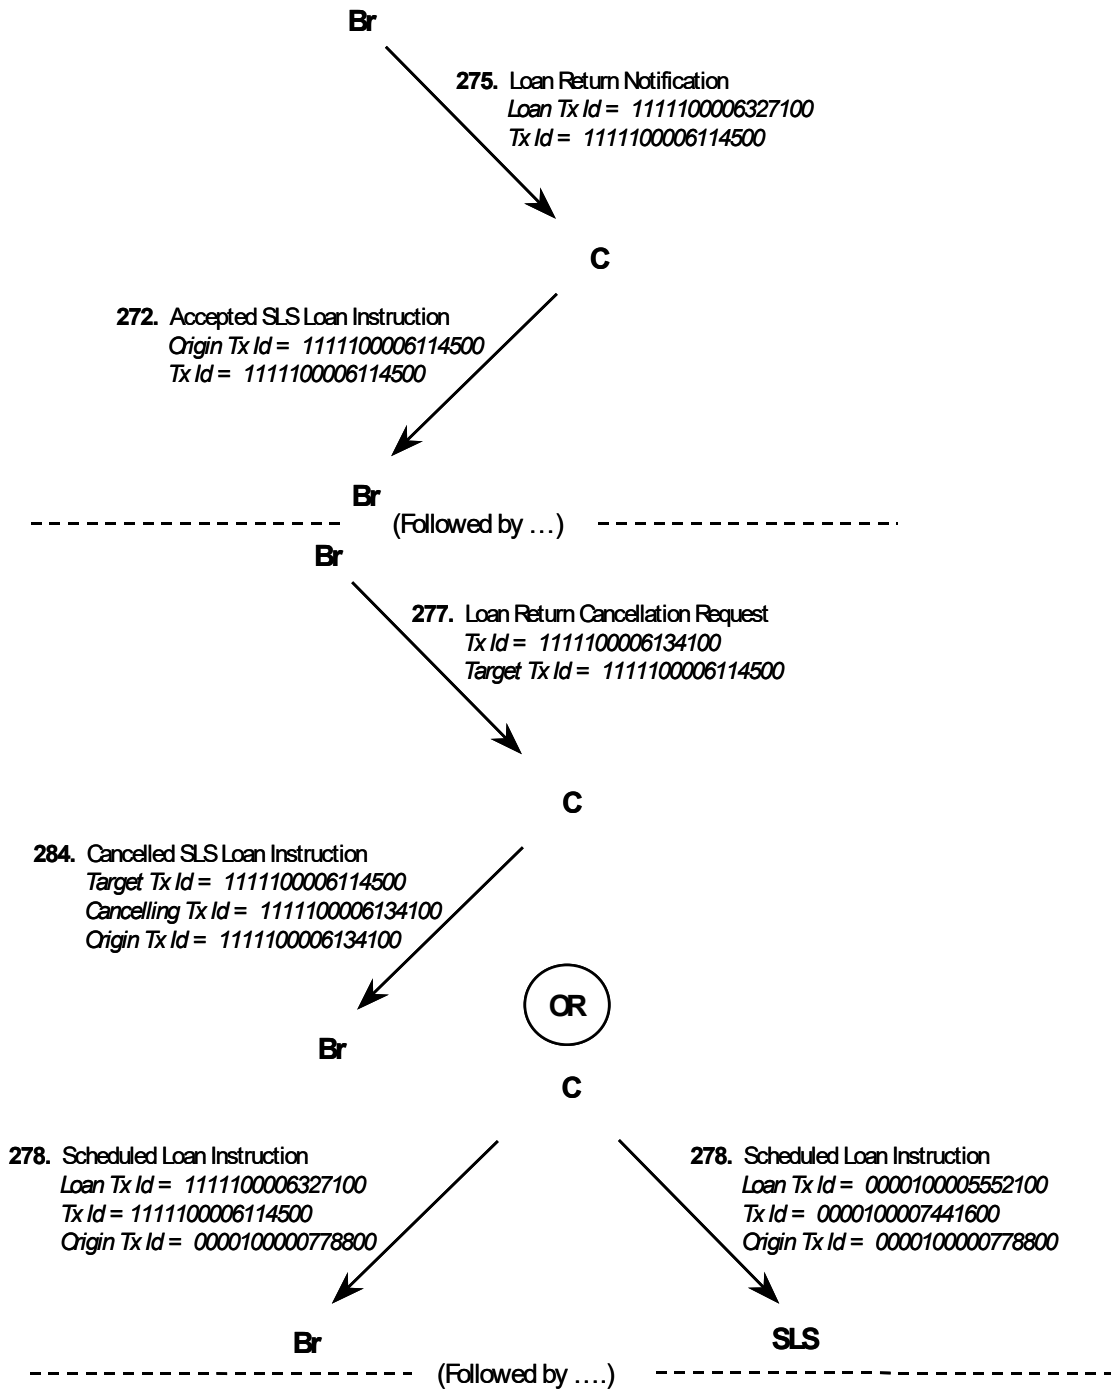 Br
275. Loan Return Notification
Loan Tx Id = 1111100006327100
Tx Id = 1111100006114500
C
272. Accepted SLS Loan Instruction
Origin Tx Id = 1111100006114500
Tx Id = 1111100006114500
Br
(Followed by …)
Br
277. Loan Return Cancellation Request
Tx Id = 1111100006134100
Target Tx Id = 1111100006114500
C
284. Cancelled SLS Loan Instruction
Target Tx Id = 1111100006114500
Cancelling Tx Id = 1111100006134100
Origin Tx Id = 1111100006134100
OR
Br
C
278. Scheduled Loan Instruction
Loan Tx Id = 1111100006327100
Tx Id = 1111100006114500
Origin Tx Id = 0000100000778800
278. Scheduled Loan Instruction
Loan Tx Id = 0000100005552100
Tx Id = 0000100007441600
Origin Tx Id = 0000100000778800
Br
SLS
(Followed by ….)